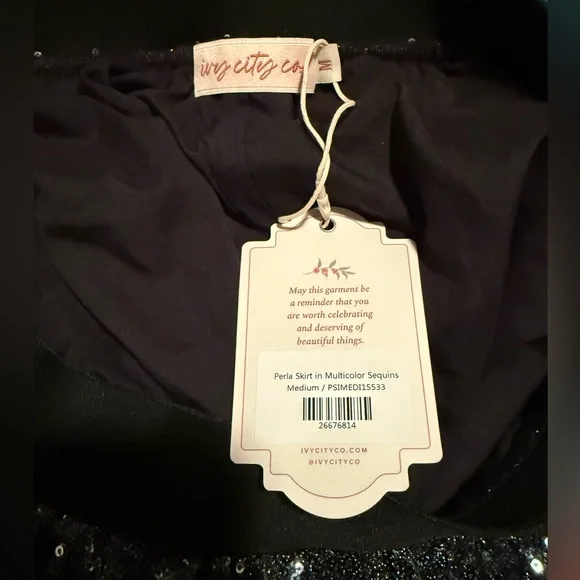 ivy city co.
M
May this garment be
a reminder that you
are worth celebrating
and deserving of
beautiful things.
Perla Skirt in Multicolor Sequins
Medium / PSIMEDI15533
26676814
IVYCITYCO.COM
@IVYCITYCO